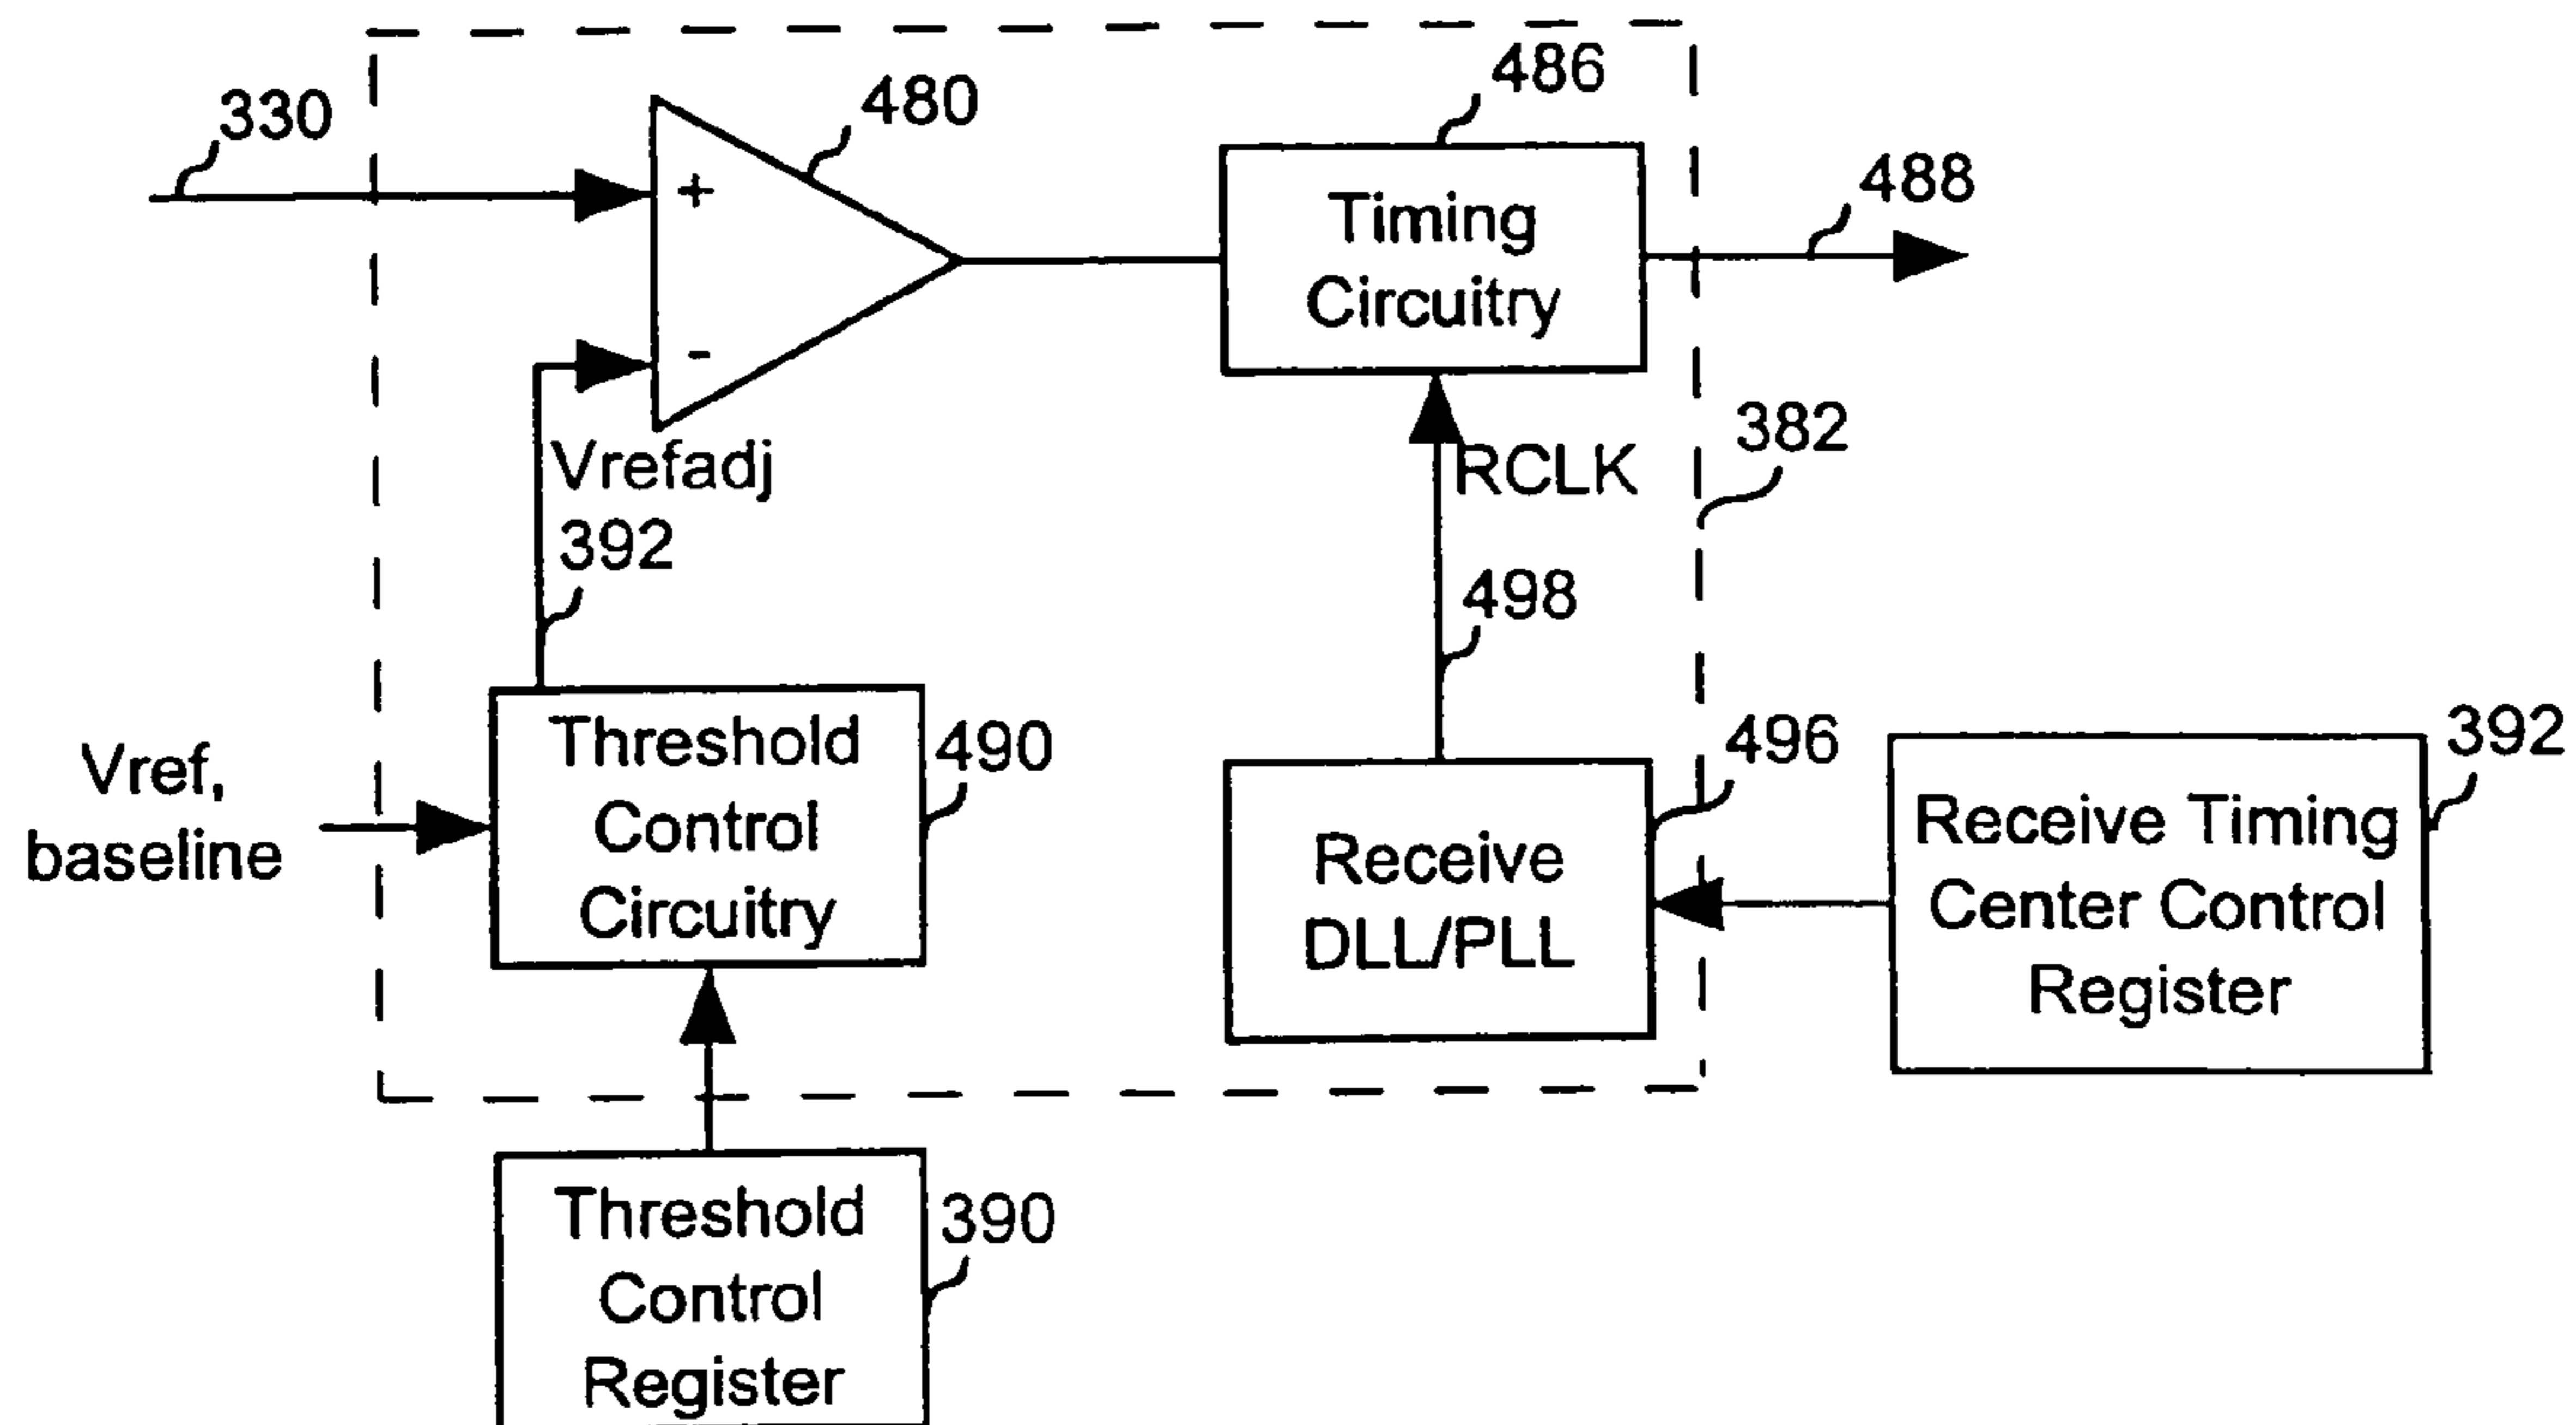 330
480
486
488
+
-
Timing
Circuitry
Vrefadj
392
RCLK
382
498
Vref,
baseline
Threshold
Control
Circuitry
490
Receive
DLL/PLL
496
Receive Timing
Center Control
Register
392
Threshold
Control
Register
390